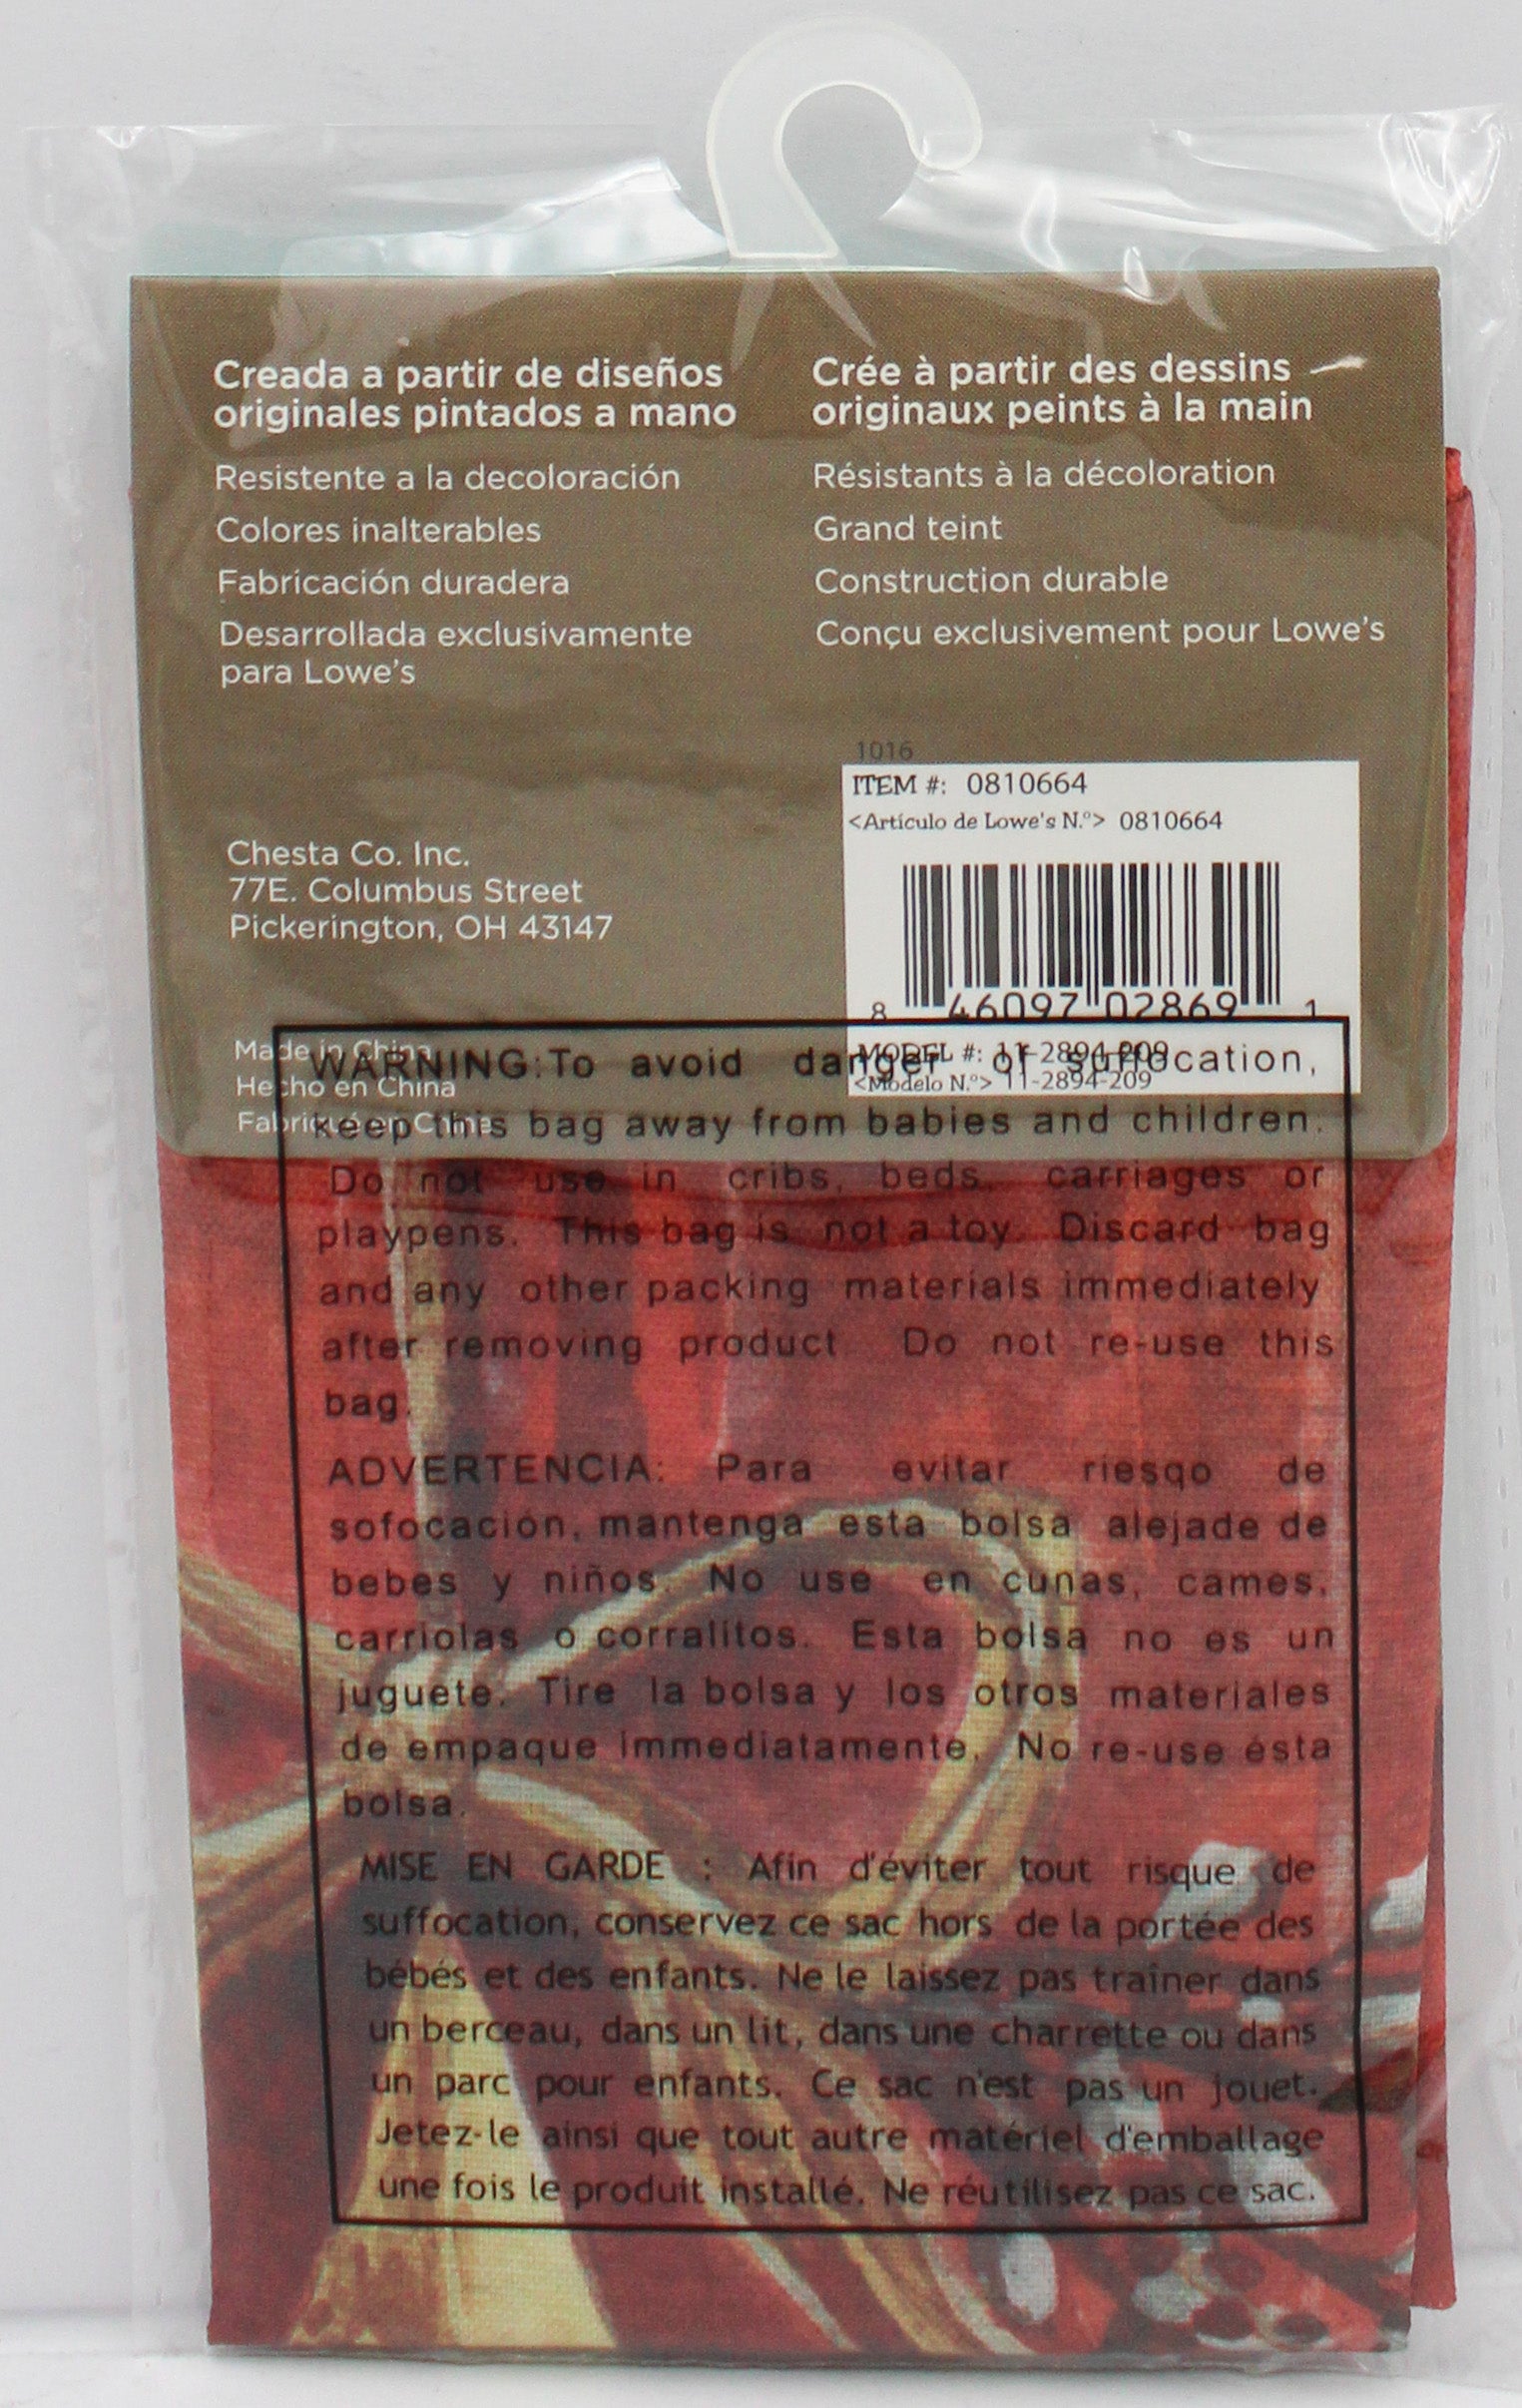 Creada a partir de diseños
originales pintados a mano
Resistente a la decoloración
Colores inalterables
Fabricación duradera
Desarrollada exclusivamente
para Lowe's
Crée à partir des dessins
originaux peints à la main
Résistants à la décoloration
Grand teint
Construction durable
Conçu exclusivement pour Lowe's
Chesta Co. Inc.
77E. Columbus Street
Pickerington, OH 43147
Made in China
Hecho en China
Fabriqué en Chine
1016
ITEM #: 0810664
<Artículo de Lowe's N.º> 0810664
8 46097 02869 1
MODEL #: 11-2894-209
<Modelo N.º> 11-2894-209
WARNING:To avoid danger of suffocation,
keep this bag away from babies and children.
Do not use in cribs, beds, carriages or
playpens. This bag is not a toy. Discard bag
and any other packing materials immediately
after removing product. Do not re-use this
bag.
ADVERTENCIA: Para evitar riesqo de
sofocación, mantenga esta bolsa alejade de
bebes y niños. No use en cunas, cames,
carriolas o corralitos. Esta bolsa no es un
juguete. Tire la bolsa y los otros materiales
de empaque immediatamente. No re-use ésta
bolsa.
MISE EN GARDE : Afin d'éviter tout risque de
suffocation, conservez ce sac hors de la portée des
bébés et des enfants. Ne le laissez pas traîner dans
un berceau, dans un lit, dans une charrette ou dans
un parc pour enfants. Ce sac n'est pas un jouet.
Jetez-le ainsi que tout autre matériel d'emballage
une fois le produit installé. Ne réutilisez pas ce sac.